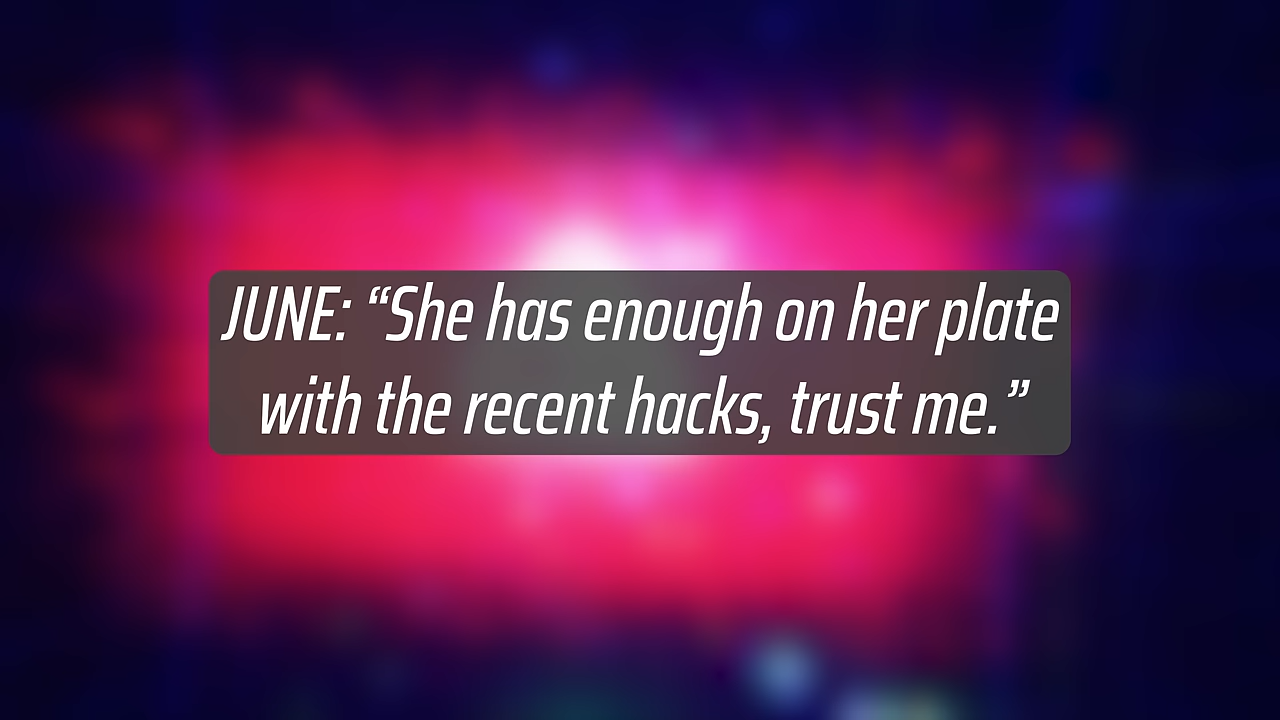 JUNE: “She has enough on her plate
with the recent hacks, trust me.”